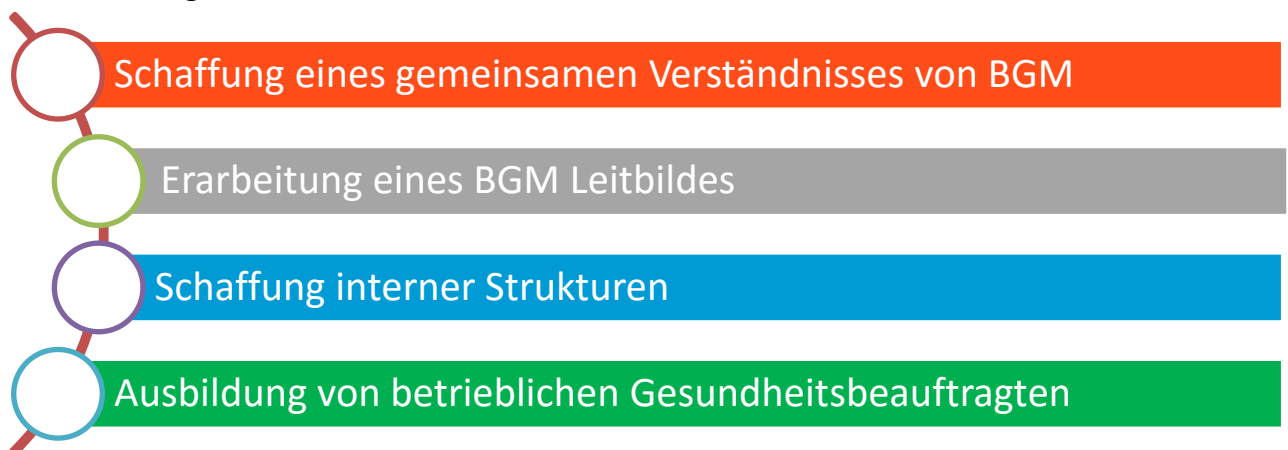 Schaffung eines gemeinsamen Verständnisses von BGM
Erarbeitung eines BGM Leitbildes
Schaffung interner Strukturen
Ausbildung von betrieblichen Gesundheitsbeauftragten